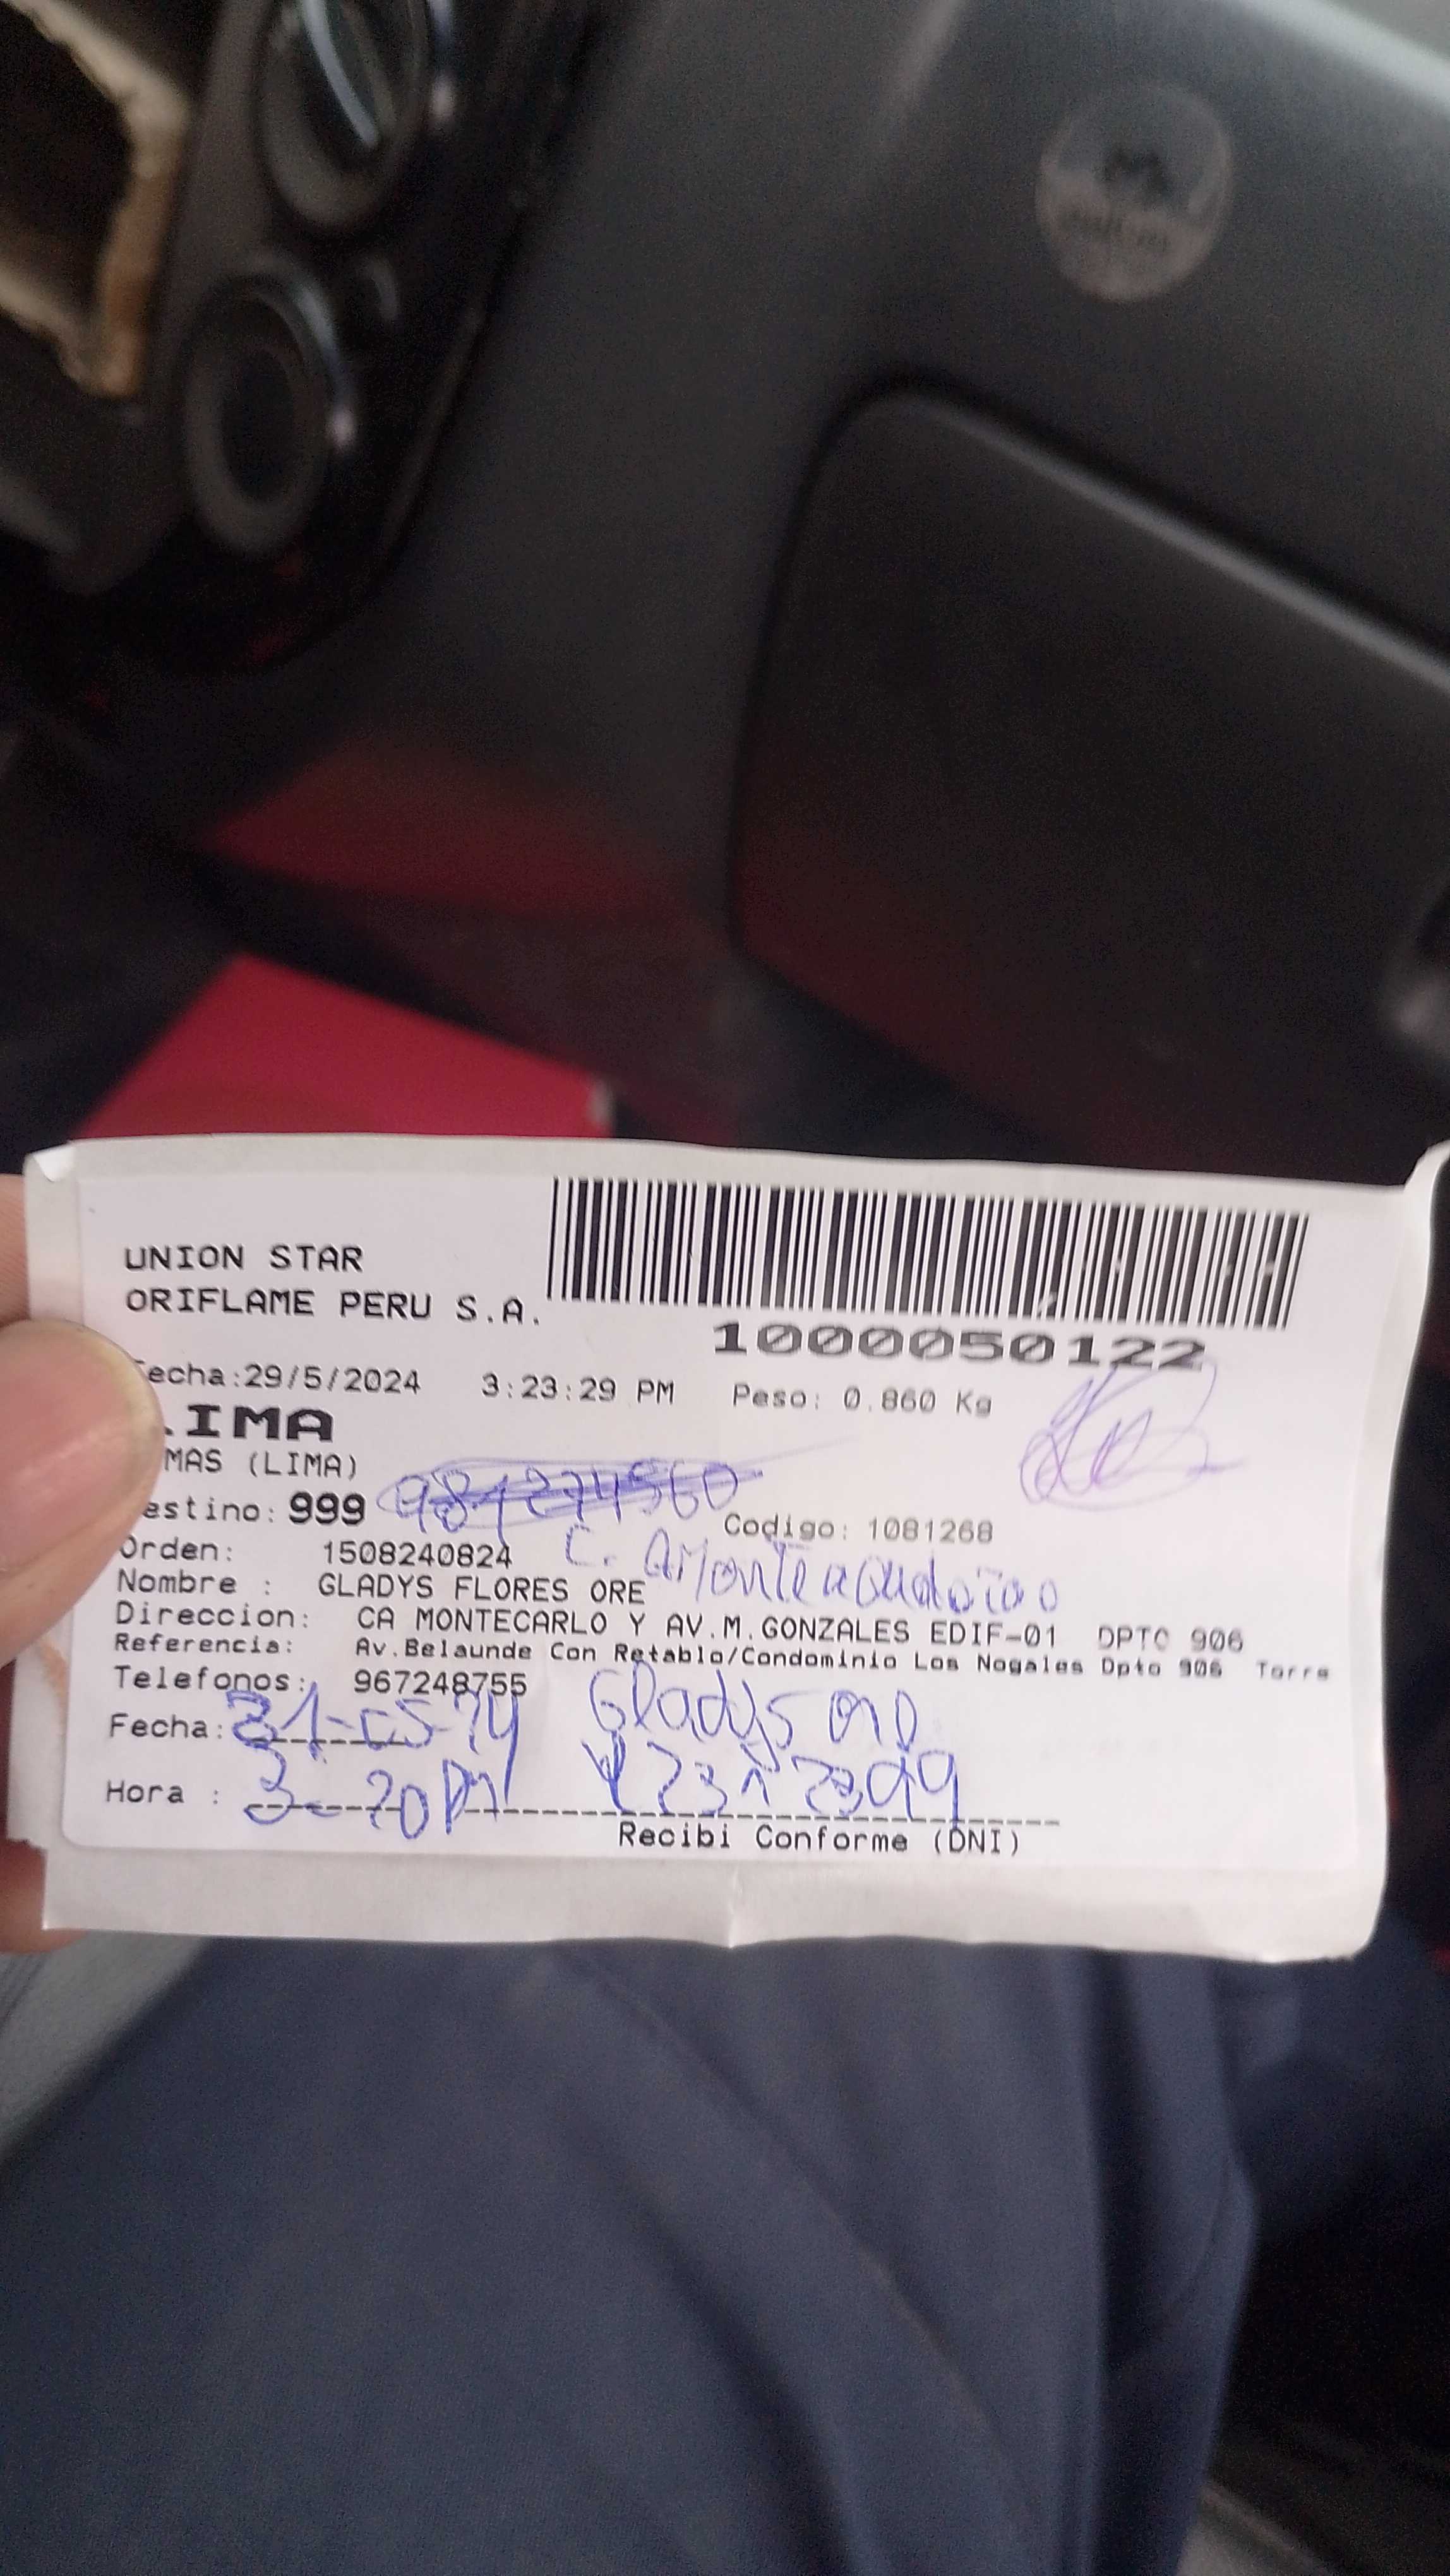 UNION STAR
ORIFLAME PERU S.A.
1000050122
echa:29/5/2024 3:23:29 PM Peso: 0.860 Kg
LIMA
MAS (LIMA)
estino: 999 981274560 Codigo: 1081268
Orden: 1508240824 C.
Nombre : GLADYS FLORES ORE
Direccion: CA MONTECARLO Y AV.M.GONZALES EDIF-01 DPTO 906
Referencia: Av.Belaunde Con Retablo/Condominio Los Nogales Dpto 906 Torre
Telefonos: 967248755
Fecha: 31-05-24 Gladys
Hora : 3-20 PM
Recibi Conforme (DNI)